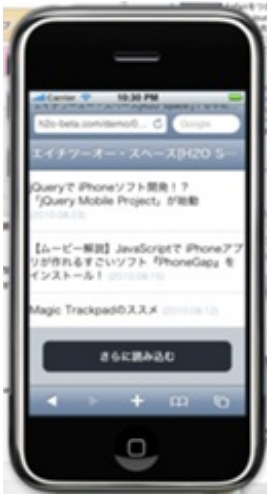 Carrier 10:30 PM
h2o-beta.com/demo/0... Google
エイチツーオー・スペース[H2O S…
jQueryで iPhoneソフト開発！？
『jQuery Mobile Project』が始動
(2010.08.23)
【ムービー解説】JavaScriptで iPhoneアプ
リが作れるすごいソフト『PhoneGap』を
インストール！
Magic Trackpadのススメ (2010.08.12)
さらに読み込む